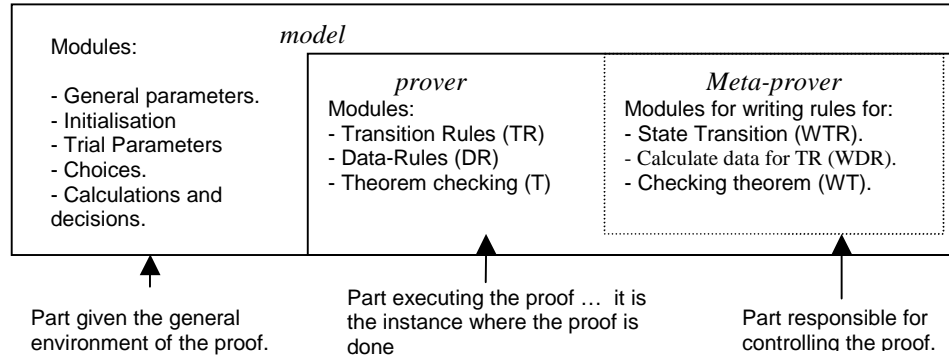 model
Modules:
- General parameters.
- Initialisation
- Trial Parameters
- Choices.
- Calculations and
decisions.
prover
Modules:
- Transition Rules (TR)
- Data-Rules (DR)
- Theorem checking (T)
Meta-prover
Modules for writing rules for:
- State Transition (WTR).
- Calculate data for TR (WDR).
- Checking theorem (WT).
Part given the general
environment of the proof.
Part executing the proof … it is
the instance where the proof is
done
Part responsible for
controlling the proof.